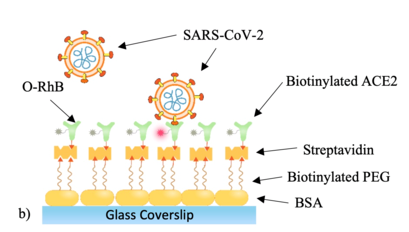 SARS-CoV-2
O-RhB
Biotinylated ACE2
Streptavidin
Biotinylated PEG
BSA
b)
Glass Coverslip